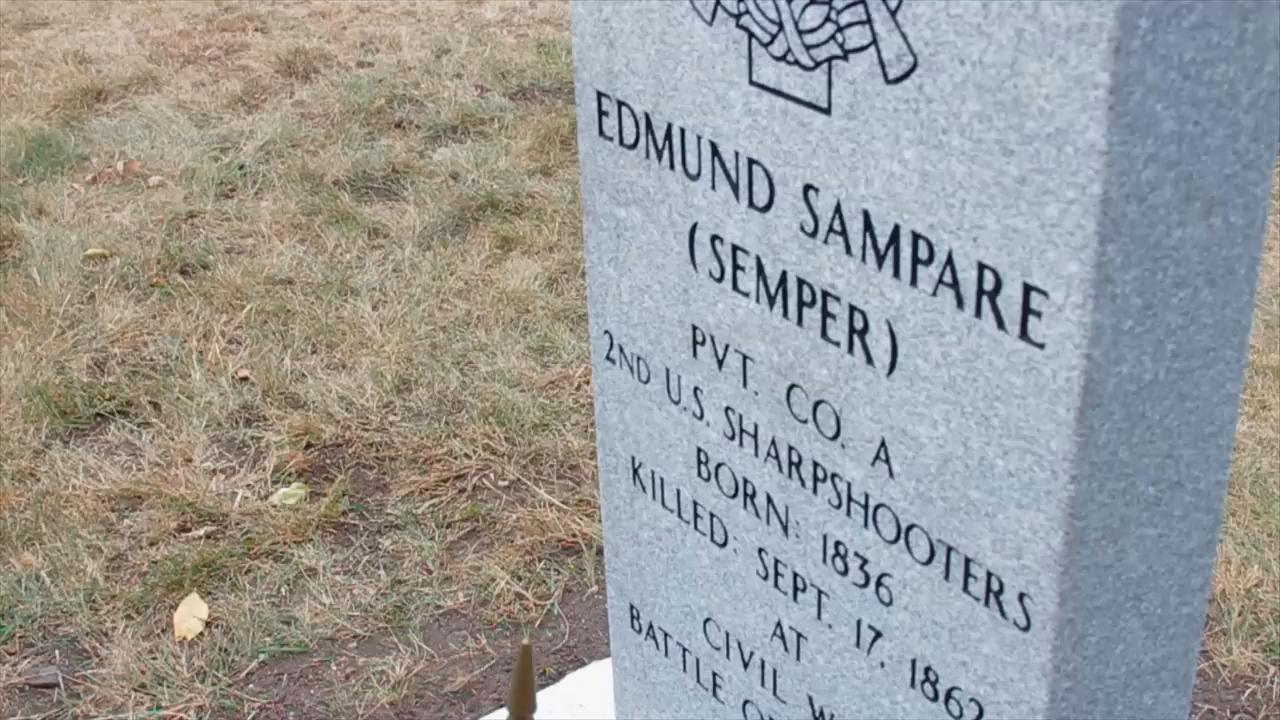 EDMUND SAMPARE
(SEMPER)
PVT. CO. A
2ND U.S. SHARPSHOOTERS
BORN: 1836
KILLED: SEPT. 17, 1862
AT
CIVIL
BATTLE